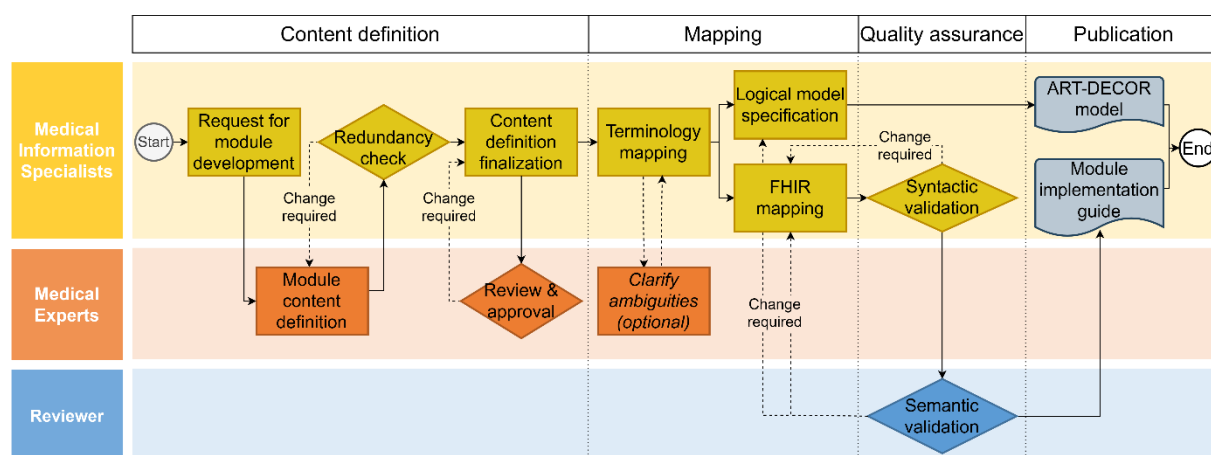 Content definition
Mapping
Quality assurance
Publication
Medical
Information
Specialists
Start
Request for
module
development
Redundancy
check
Content
definition
finalization
Terminology
mapping
Logical model
specification
FHIR
mapping
Change
required
Syntactic
validation
ART-DECOR
model
Module
implementation
guide
End
Change
required
Change
required
Medical
Experts
Module
content
definition
Review &
approval
Clarify
ambiguities
(optional)
Change
required
Reviewer
Semantic
validation